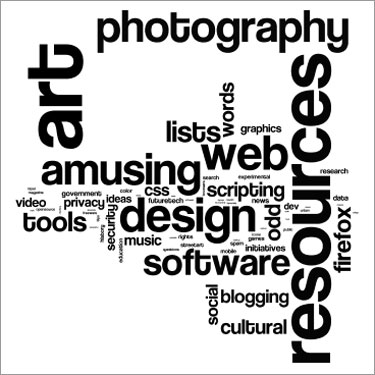 photography
art
resources
words
lists
graphics
web
amusing
research
search
experimental
government
color
css
futuretech
scripting
ideas
video
privacy
news
data
design
odd
dev
tools
security
firefox
music
rights
streetart
spain
games
initiatives
mobile
education
history
public
software
social
blogging
cultural